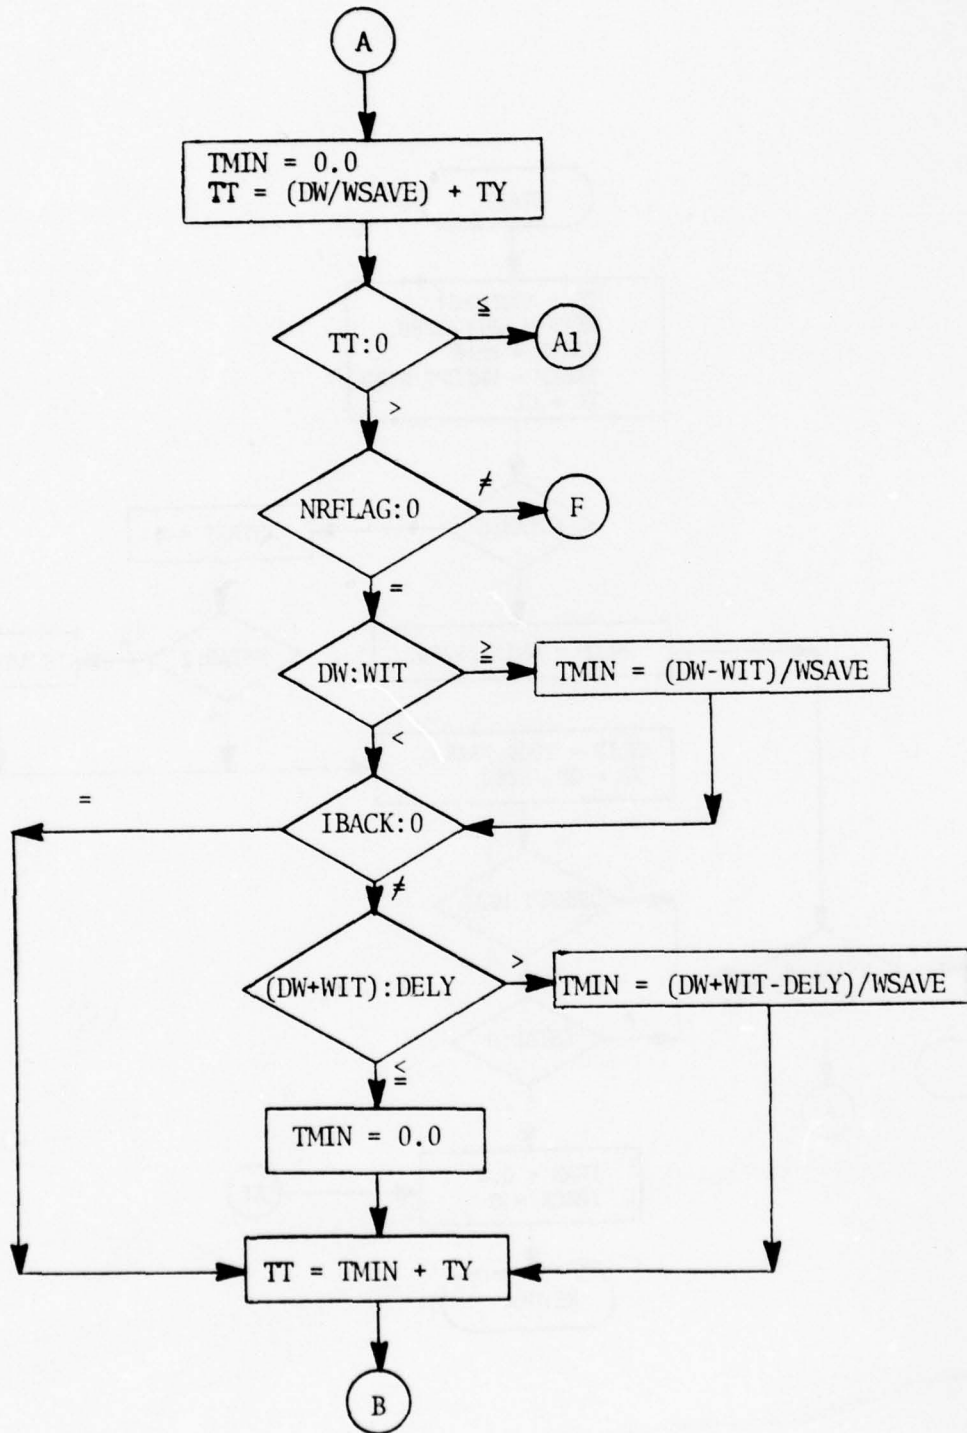 A
TMIN = 0.0
TT = (DW/WSAVE) + TY
TT:0
≦
A1
>
NRFLAG:0
≠
F
=
DW:WIT
≧
TMIN = (DW-WIT)/WSAVE
<
=
IBACK:0
≠
(DW+WIT):DELY
>
TMIN = (DW+WIT-DELY)/WSAVE
≦
TMIN = 0.0
TT = TMIN + TY
B